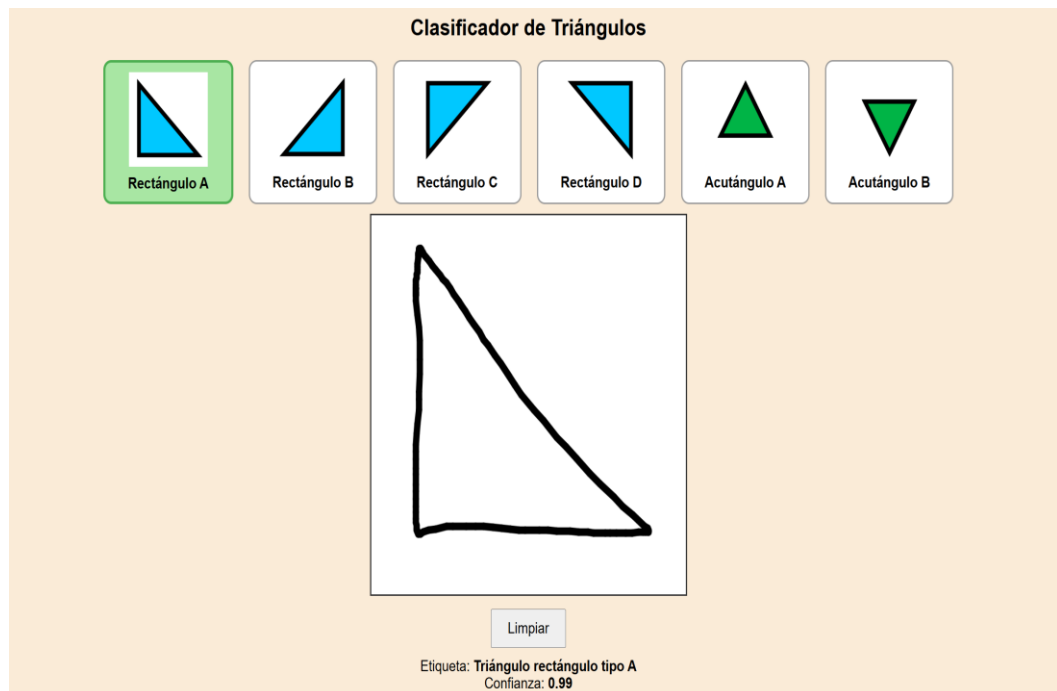 Clasificador de Triángulos
Rectángulo A
Rectángulo B
Rectángulo C
Rectángulo D
Acutángulo A
Acutángulo B
Limpiar
Etiqueta: Triángulo rectángulo tipo A
Confianza: 0.99